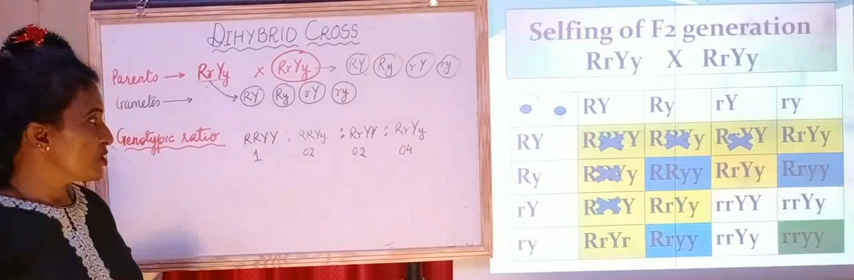 DIHYBRID CROSS
Parents → RrYy x RrYy → RY Ry rY ry
Gametes → RY Ry rY ry
Genotypic ratio RRYY : RRYy : RrYY : RrYy
1 02 02 04
Selfing of F2 generation
RrYy X RrYy
RY Ry rY ry
RY RrYy
Ry RRyy RrYy Rryy
rY RrYy rrYY rrYy
ry RrYr Rryy rrYy rryy